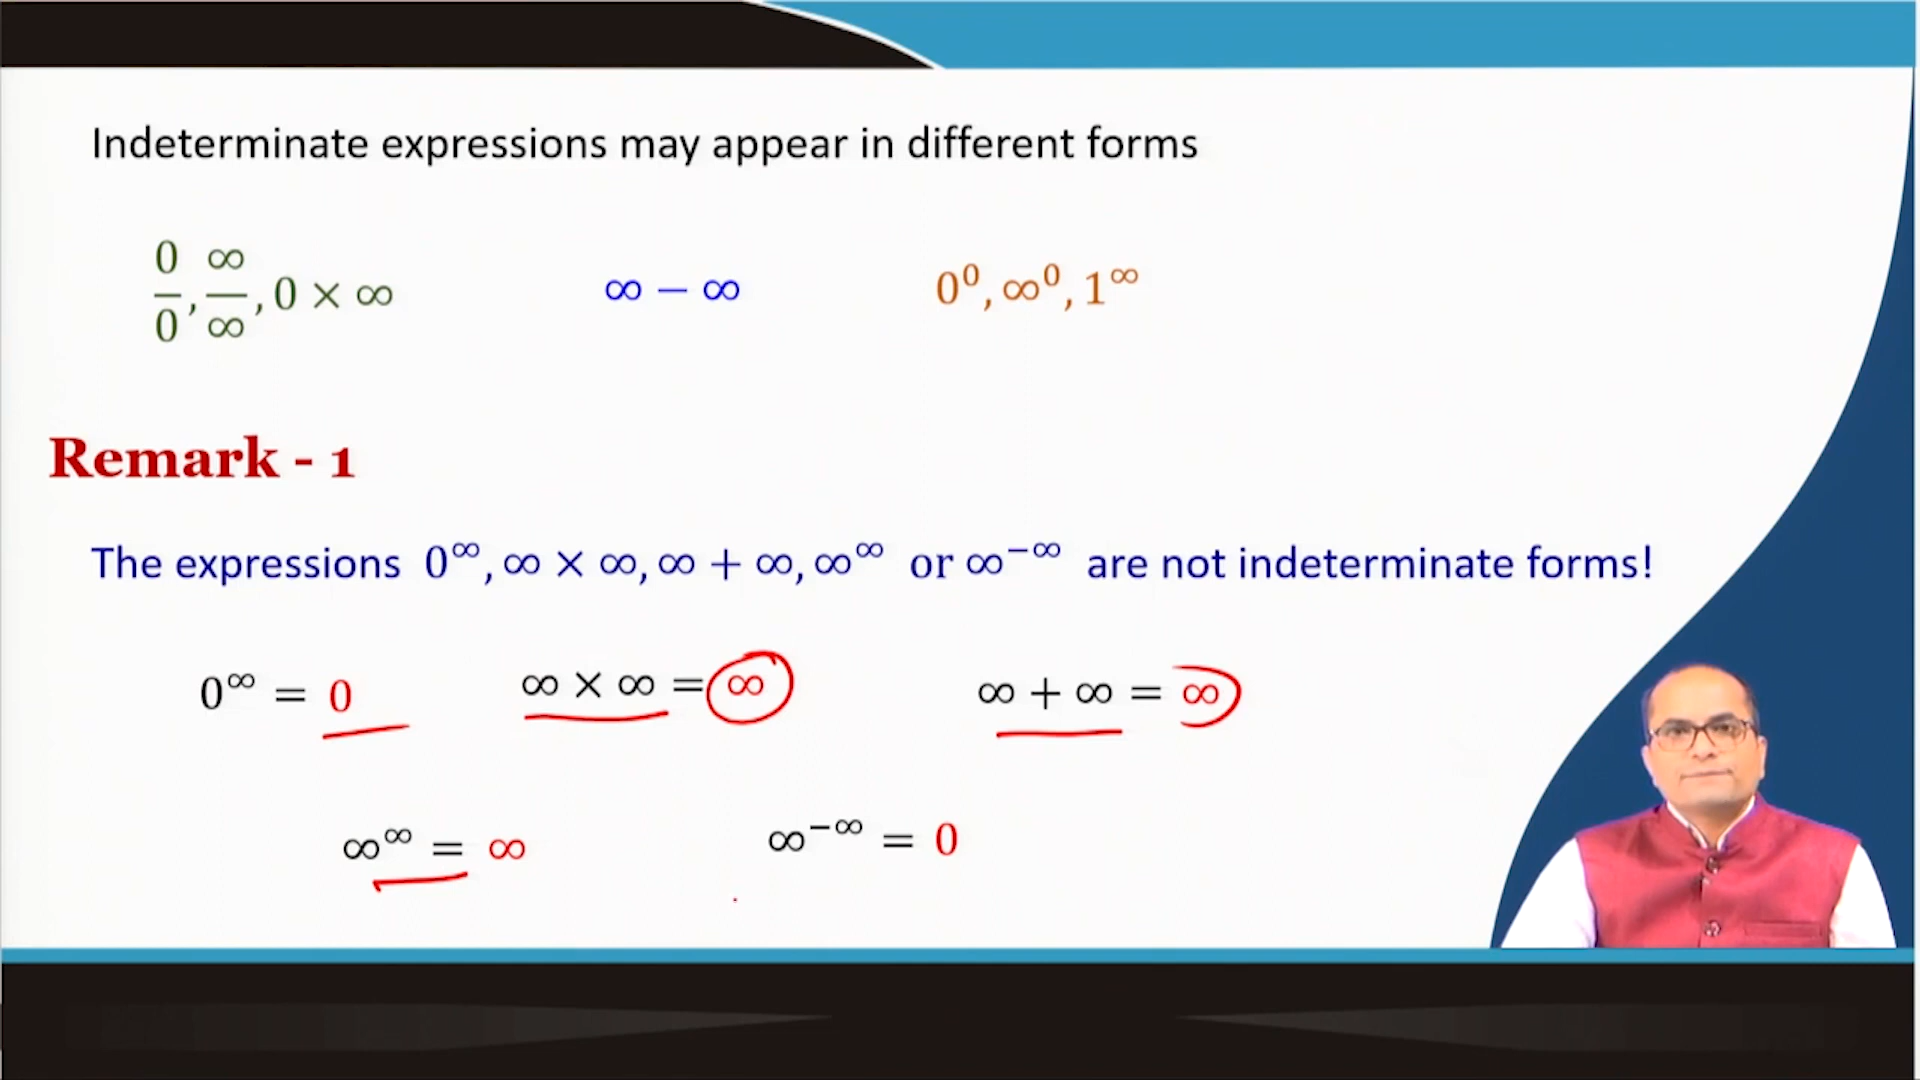 Indeterminate expressions may appear in different forms
0/0, ∞/∞, 0 × ∞ ∞ − ∞ 0⁰, ∞⁰, 1^∞
Remark - 1
The expressions 0^∞, ∞ × ∞, ∞ + ∞, ∞^∞ or ∞^−∞ are not indeterminate forms!
0^∞ = 0 ∞ × ∞ = ∞ ∞ + ∞ = ∞
∞^∞ = ∞ ∞^−∞ = 0